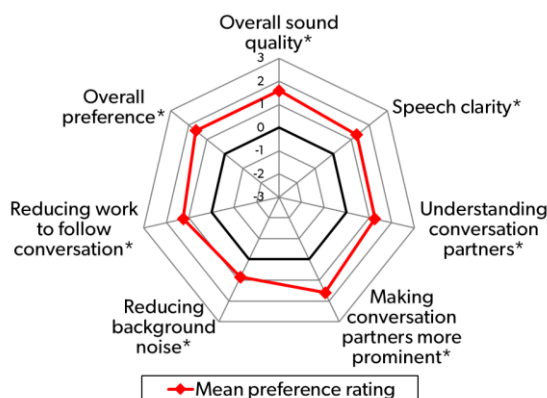 Overall sound
quality*
3
2
1
0
-1
-2
-3
Speech clarity*
Understanding
conversation
partners*
Making
conversation
partners more
prominent*
Reducing
background
noise*
Reducing work
to follow
conversation*
Overall
preference*
Mean preference rating